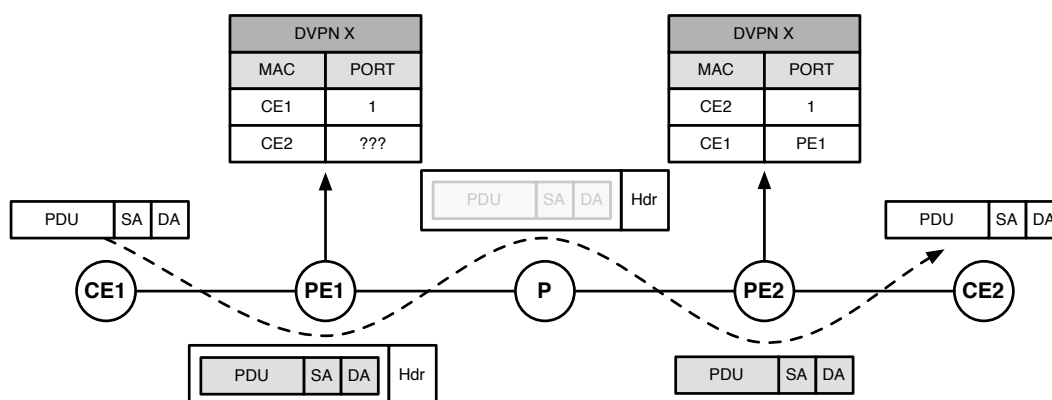 DVPN X
MAC PORT
CE1 1
CE2 ???
DVPN X
MAC PORT
CE2 1
CE1 PE1
PDU SA DA Hdr
PDU SA DA
PDU SA DA
CE1 PE1 P PE2 CE2
PDU SA DA Hdr
PDU SA DA